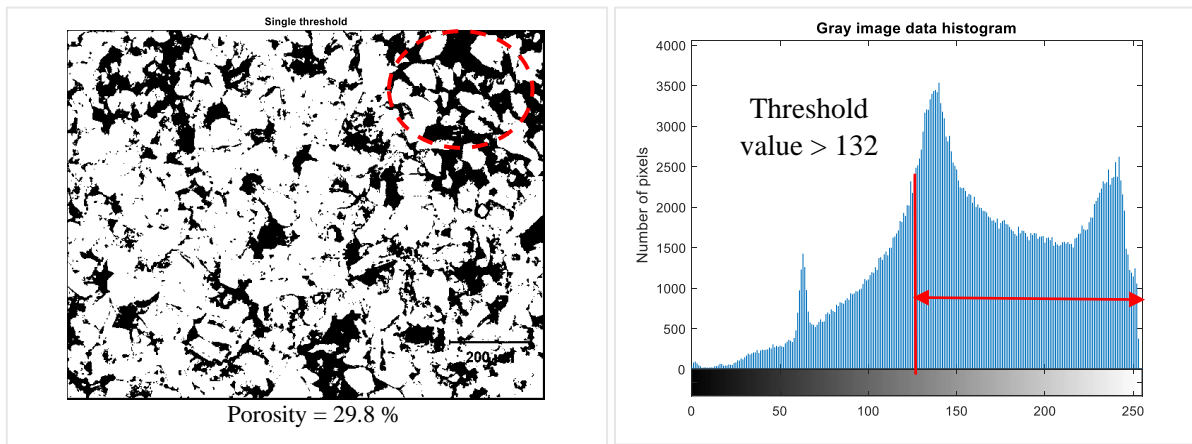 Single threshold
200 µm
Porosity = 29.8 %
Gray image data histogram
Threshold
value > 132
Number of pixels
4000
3500
3000
2500
2000
1500
1000
500
0
0 50 100 150 200 250